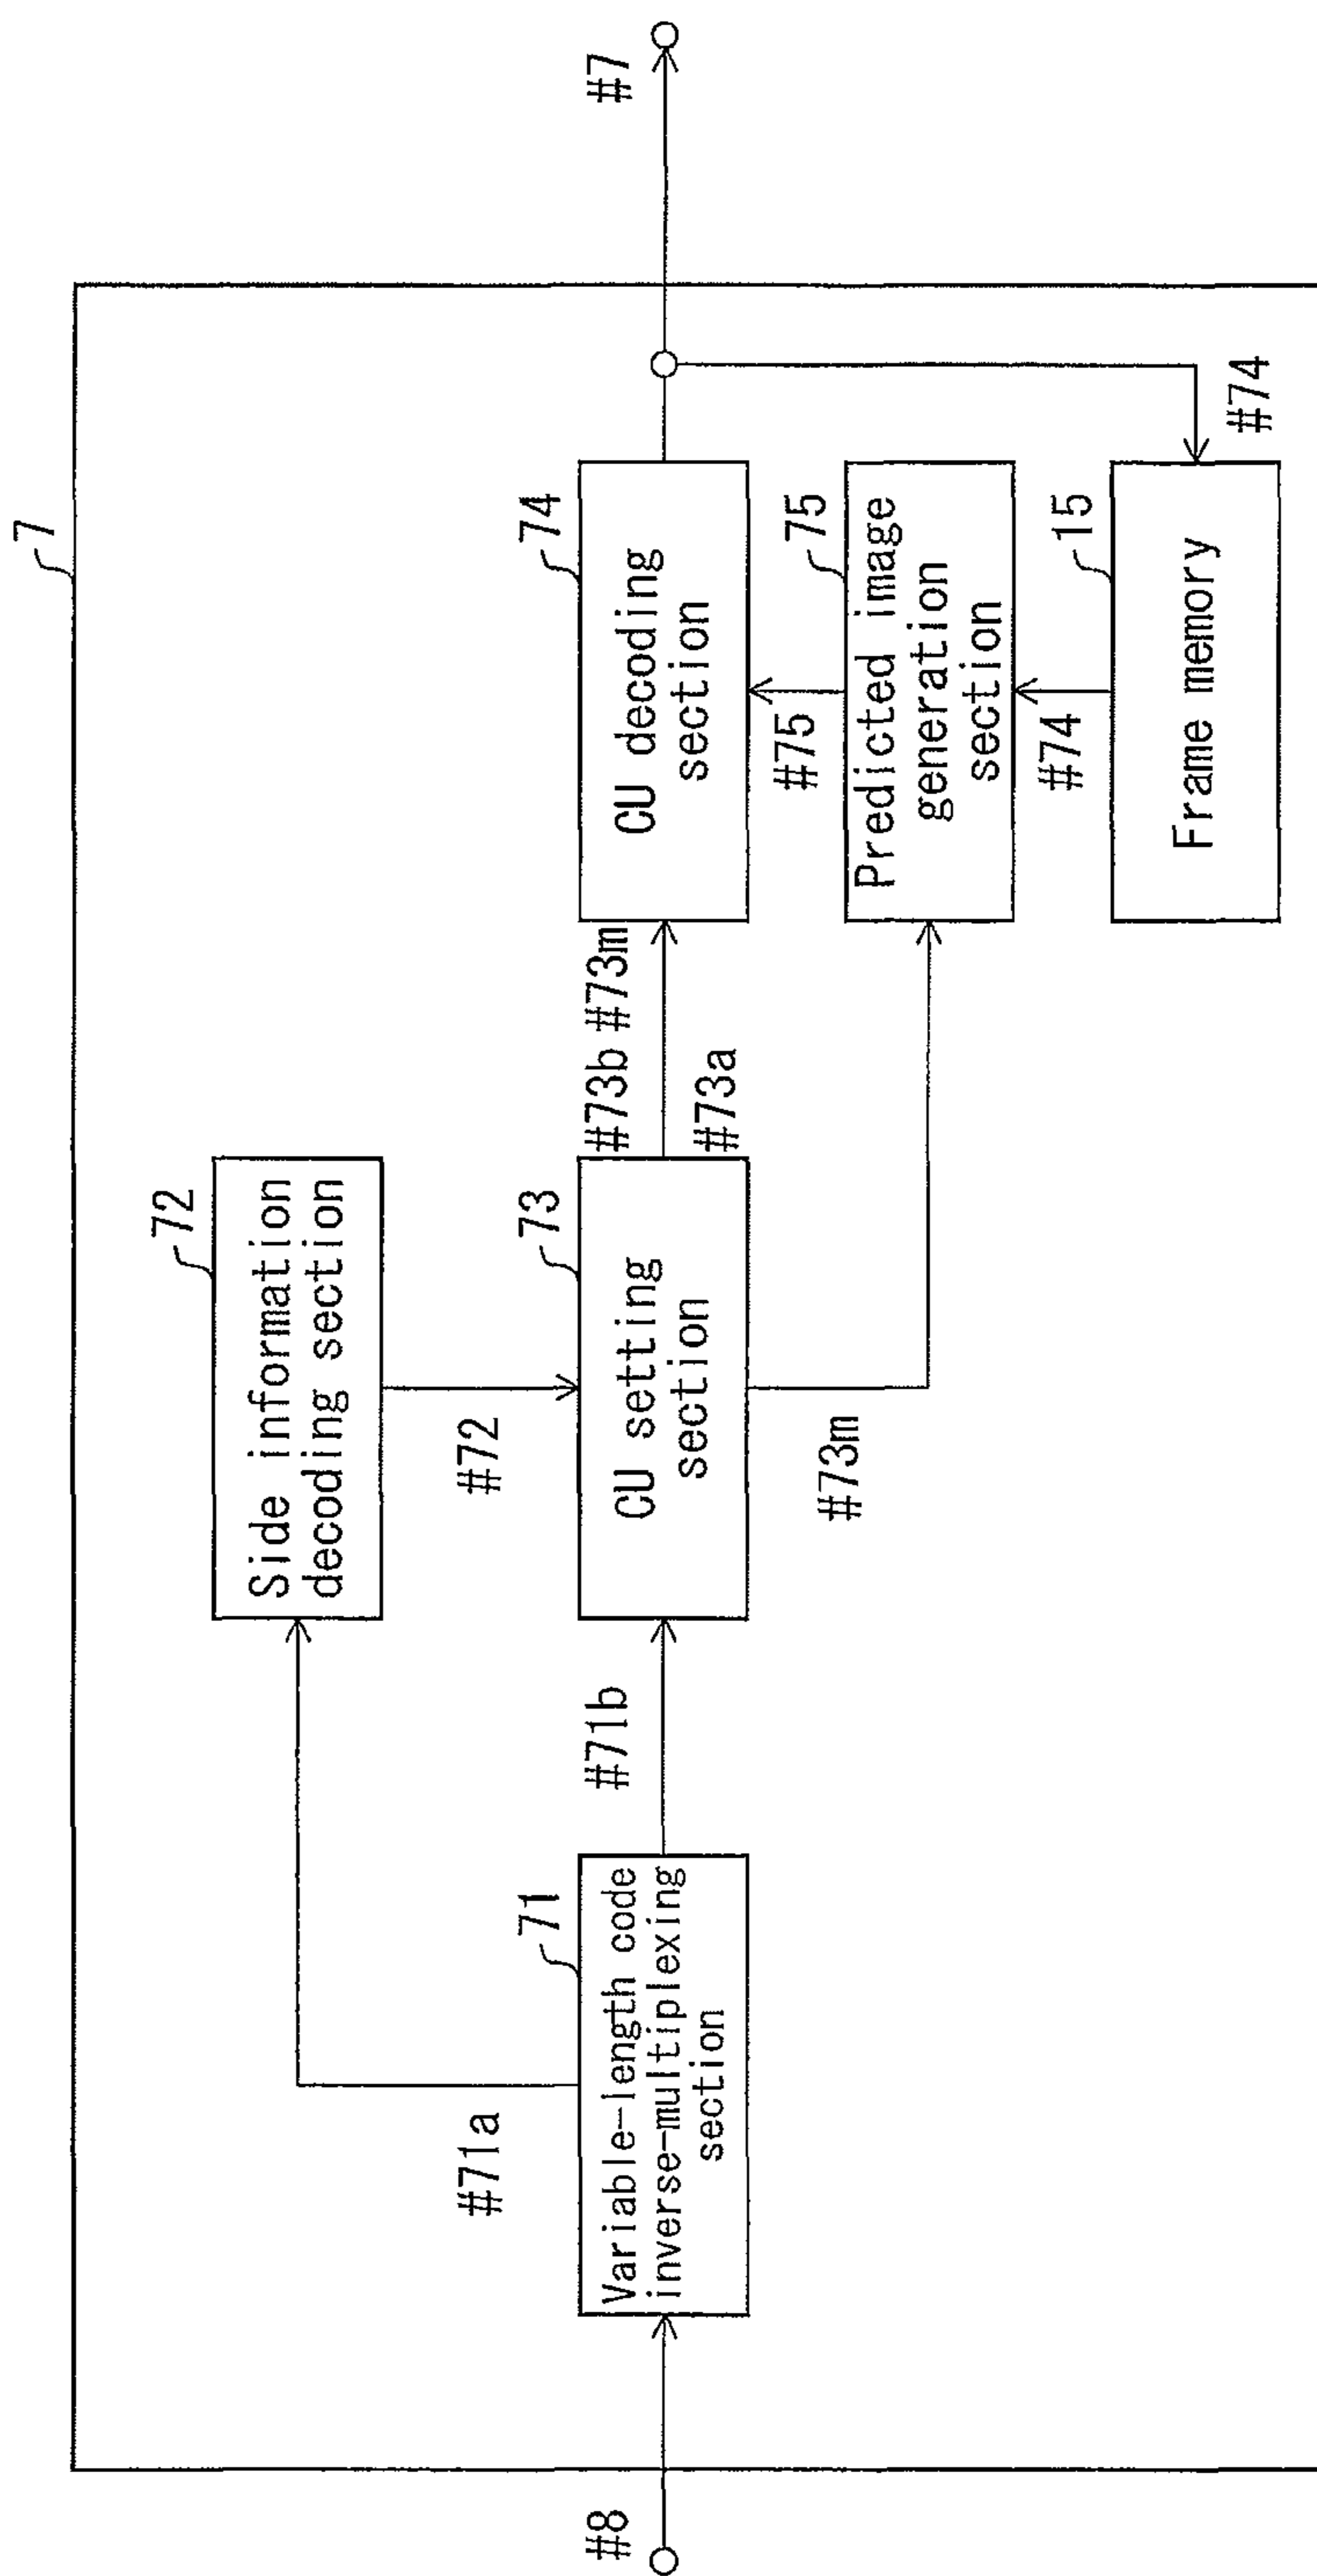 7
#8
#7
71
Variable-length code
inverse-multiplexing
section
#71a
#71b
72
Side information
decoding section
#72
73
CU setting
section
#73b #73m
#73a
#73m
74
CU decoding
section
#75
75
Predicted image
generation
section
#74
15
Frame memory
#74